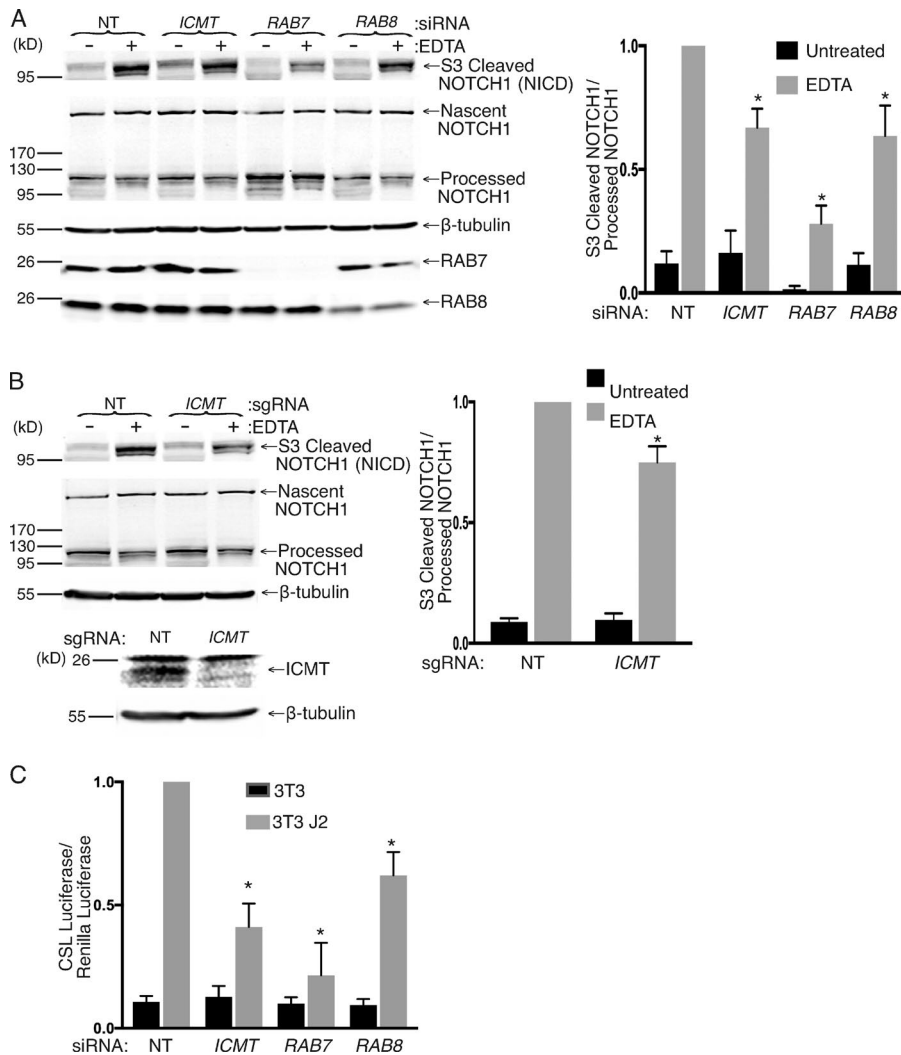 A
NT ICMT RAB7 RAB8 :siRNA
(kD) – + – + – + – + :EDTA
95 ←S3 Cleaved
NOTCH1 (NICD)
←Nascent
NOTCH1
170
130
←Processed
95 NOTCH1
55 ←β-tubulin
26 ←RAB7
26 ←RAB8
S3 Cleaved NOTCH1/
Processed NOTCH1
1.0
0.5
0.0
Untreated
EDTA
* * *
siRNA: NT ICMT RAB7 RAB8
B
NT ICMT :sgRNA
(kD) – + – + :EDTA
95 ←S3 Cleaved
NOTCH1 (NICD)
←Nascent
NOTCH1
170
130
←Processed
95 NOTCH1
55 ←β-tubulin
sgRNA: NT ICMT
(kD) 26
←ICMT
55 ←β-tubulin
S3 Cleaved NOTCH1/
Processed NOTCH1
1.0
0.5
0.0
Untreated
EDTA
*
sgRNA: NT ICMT
C
CSL Luciferase/
Renilla Luciferase
1.0
0.5
0.0
3T3
3T3 J2
* * *
siRNA: NT ICMT RAB7 RAB8